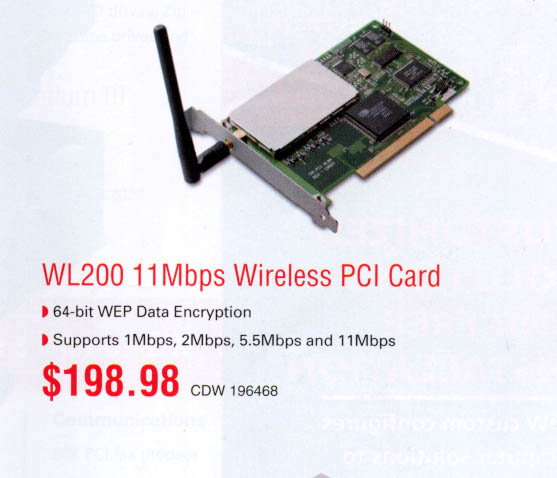 WL200 11Mbps Wireless PCI Card
64-bit WEP Data Encryption
Supports 1Mbps, 2Mbps, 5.5Mbps and 11Mbps
$198.98 CDW 196468